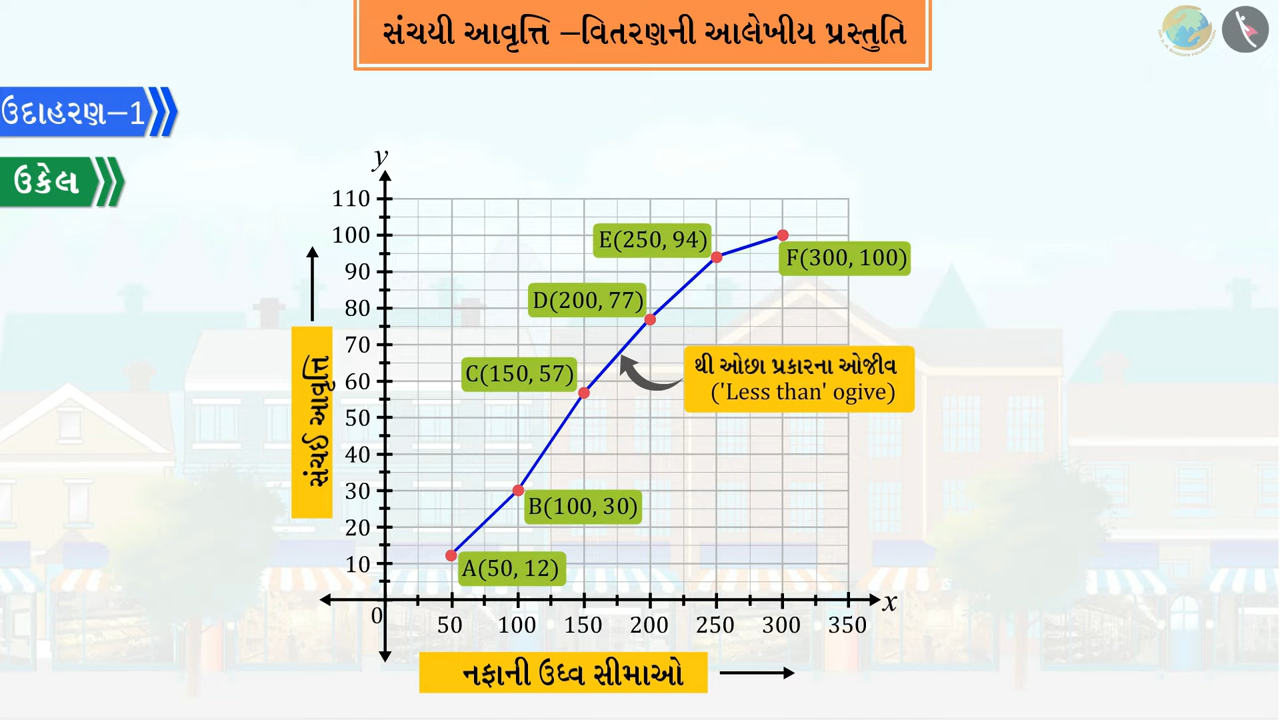 સંચયી આવૃત્તિ –વિતરણની આલેખીય પ્રસ્તુતિ
ઉદાહરણ–1
ઉકેલ
y
110
100
90
80
70
60
50
40
30
20
10
0
સંચઈ આવૃત્તિ
E(250, 94)
F(300, 100)
D(200, 77)
C(150, 57)
થી ઓછા પ્રકારના ઓજીવ
('Less than' ogive)
B(100, 30)
A(50, 12)
x
50 100 150 200 250 300 350
નફાની ઉધ્વ સીમાઓ